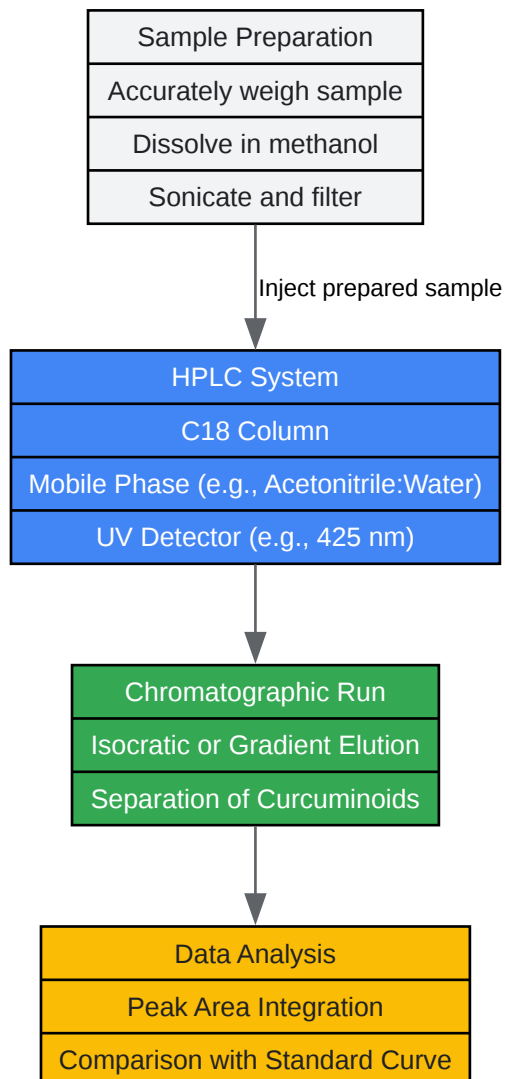 Sample Preparation
Accurately weigh sample
Dissolve in methanol
Sonicate and filter
Inject prepared sample
HPLC System
C18 Column
Mobile Phase (e.g., Acetonitrile:Water)
UV Detector (e.g., 425 nm)
Chromatographic Run
Isocratic or Gradient Elution
Separation of Curcuminoids
Data Analysis
Peak Area Integration
Comparison with Standard Curve